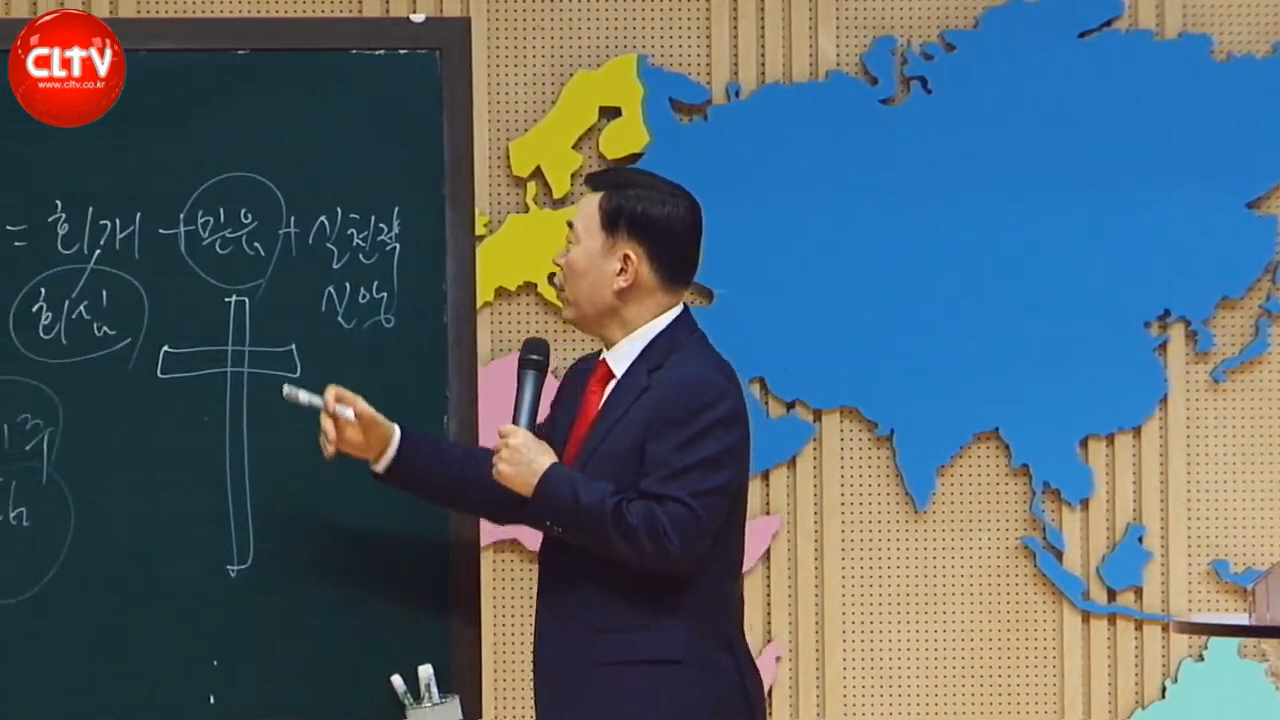 CLTV
www.cltv.co.kr
= 회개 + 믿음 + 실천적
회심
신앙